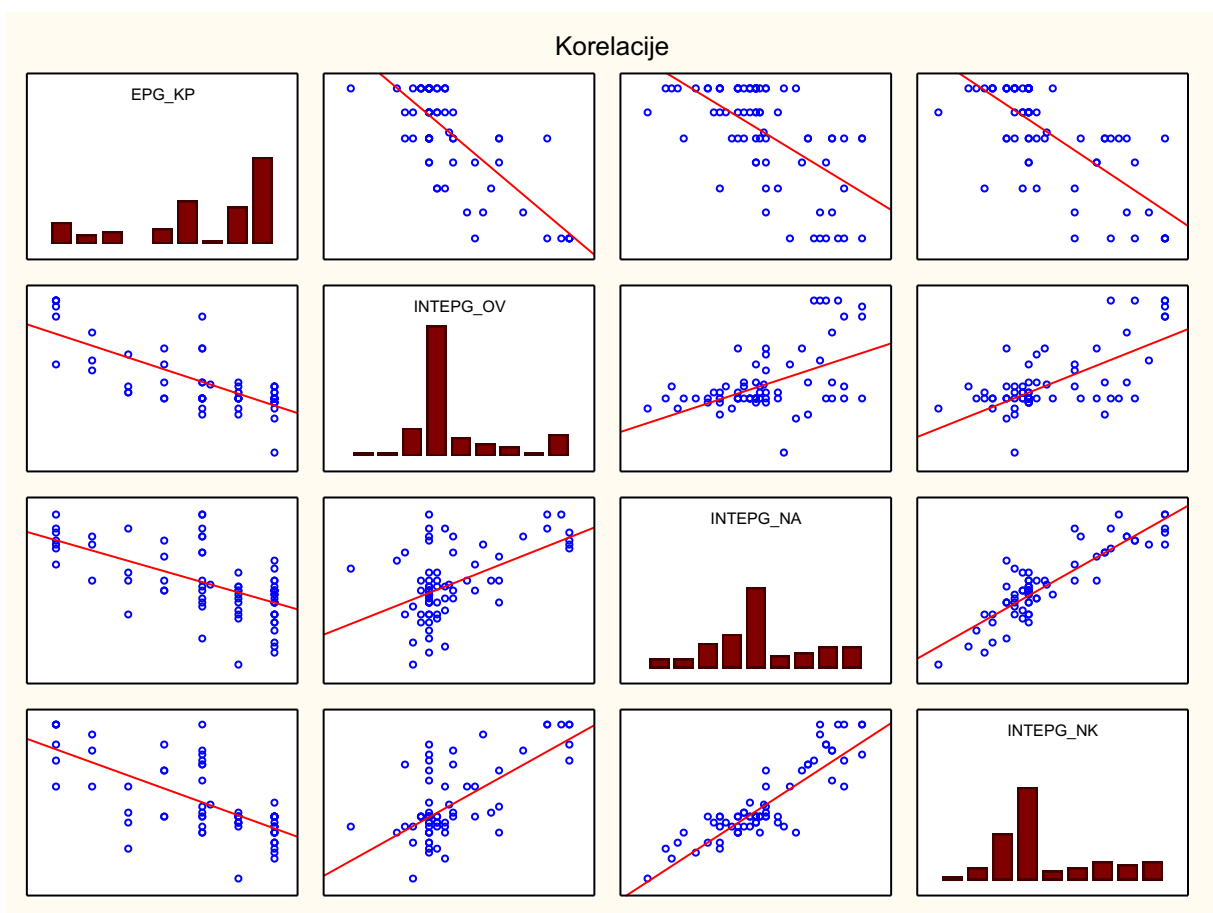 Korelacije
EPG_KP
INTEPG_OV
INTEPG_NA
INTEPG_NK